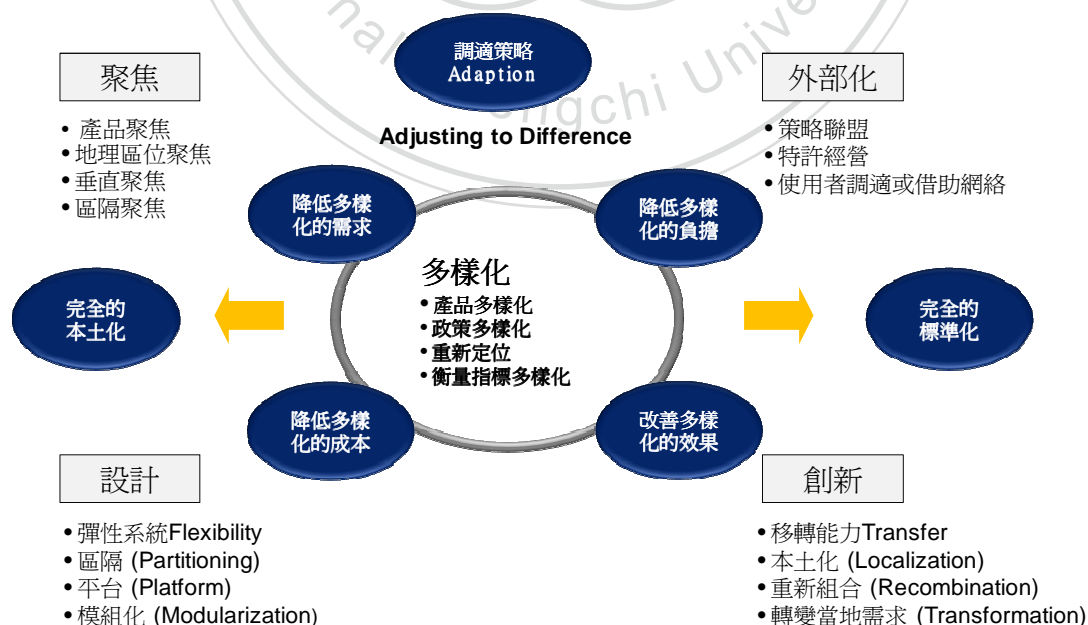 調適策略
Adaption
Adjusting to Difference
聚焦
• 產品聚焦
• 地理區位聚焦
• 垂直聚焦
• 區隔聚焦
外部化
• 策略聯盟
• 特許經營
• 使用者調適或借助網絡
降低多樣
化的需求
降低多樣
化的負擔
多樣化
• 產品多樣化
• 政策多樣化
• 重新定位
• 衡量指標多樣化
完全的
本土化
完全的
標準化
降低多樣
化的成本
改善多樣
化的效果
設計
• 彈性系統Flexibility
• 區隔 (Partitioning)
• 平台 (Platform)
• 模組化 (Modularization)
創新
• 移轉能力Transfer
• 本土化 (Localization)
• 重新組合 (Recombination)
• 轉變當地需求 (Transformation)